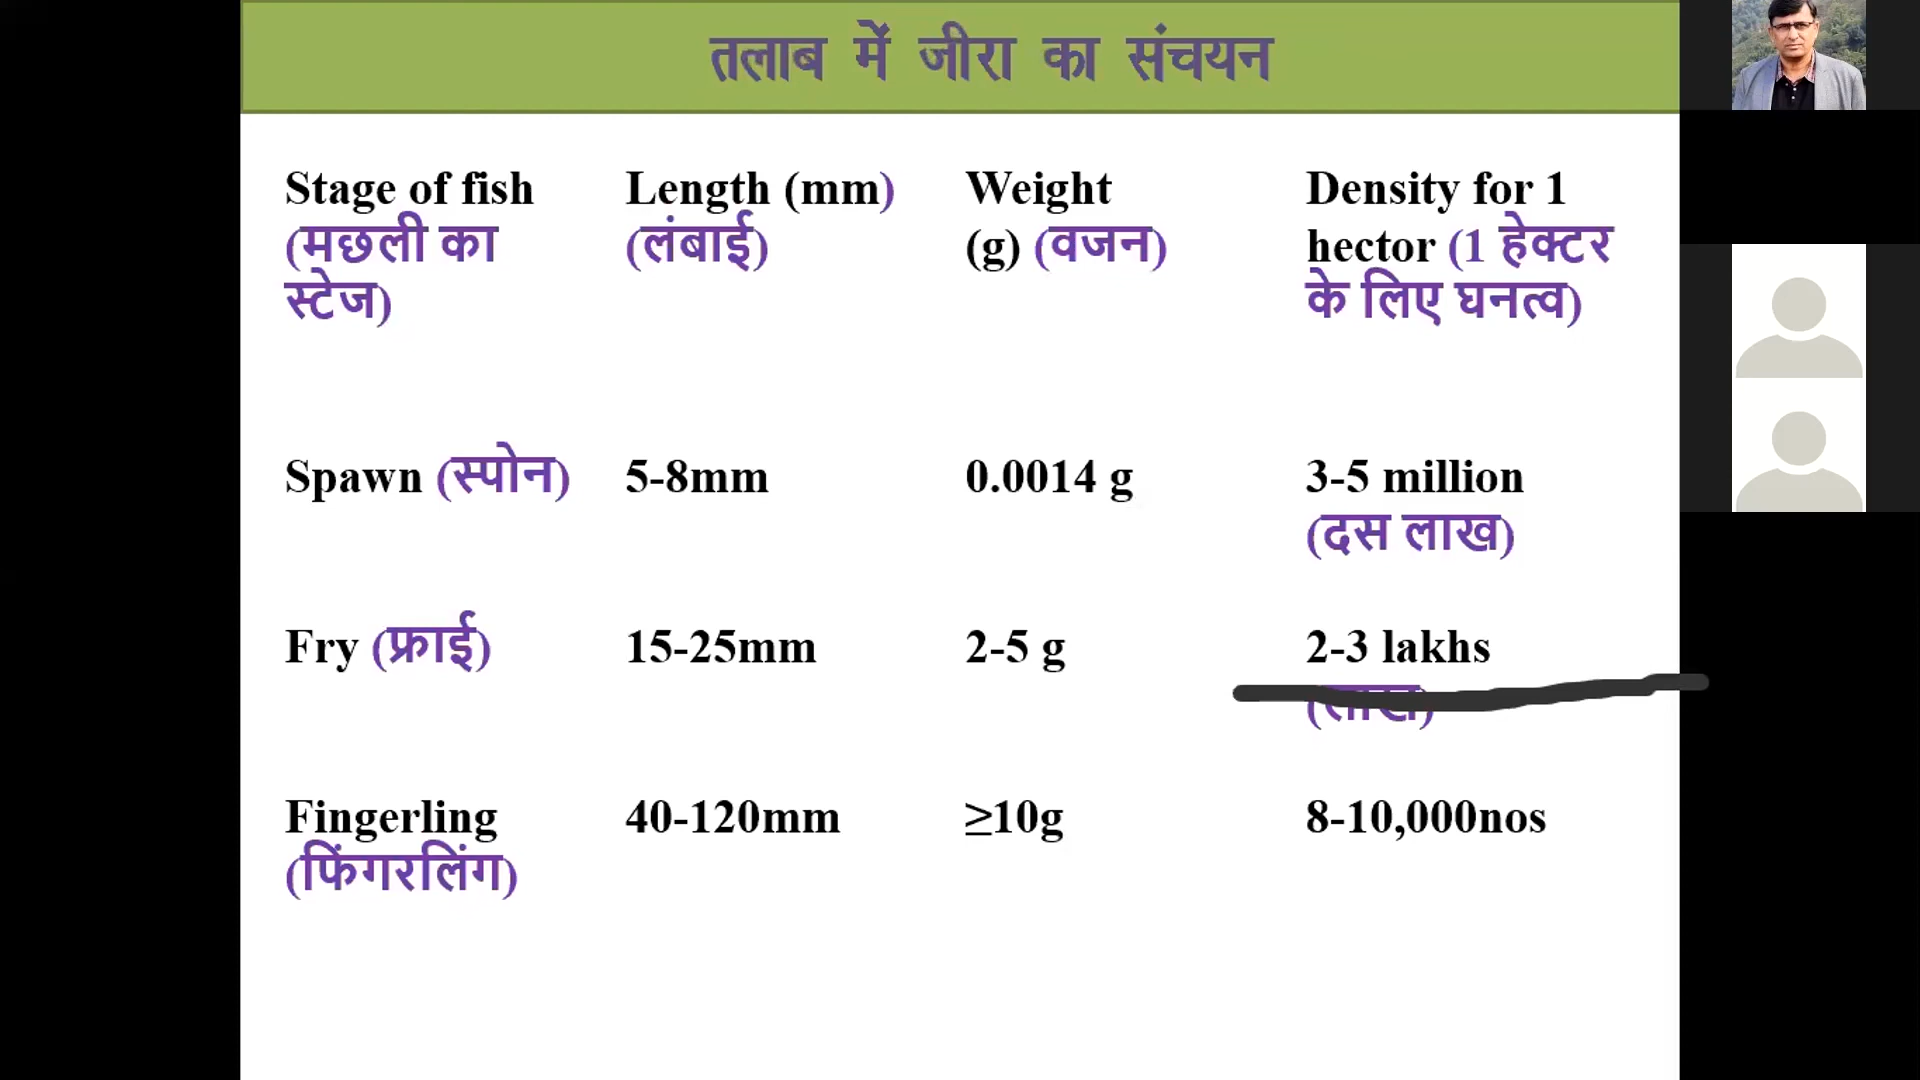 तलाब में जीरा का संचयन
Stage of fish
(मछली का
स्टेज)
Length (mm)
(लंबाई)
Weight
(g) (वजन)
Density for 1
hector (1 हेक्टर
के लिए घनत्व)
Spawn (स्पोन)
5-8mm
0.0014 g
3-5 million
(दस लाख)
Fry (फ्राई)
15-25mm
2-5 g
2-3 lakhs
(लाख)
Fingerling
(फिंगरलिंग)
40-120mm
≥10g
8-10,000nos